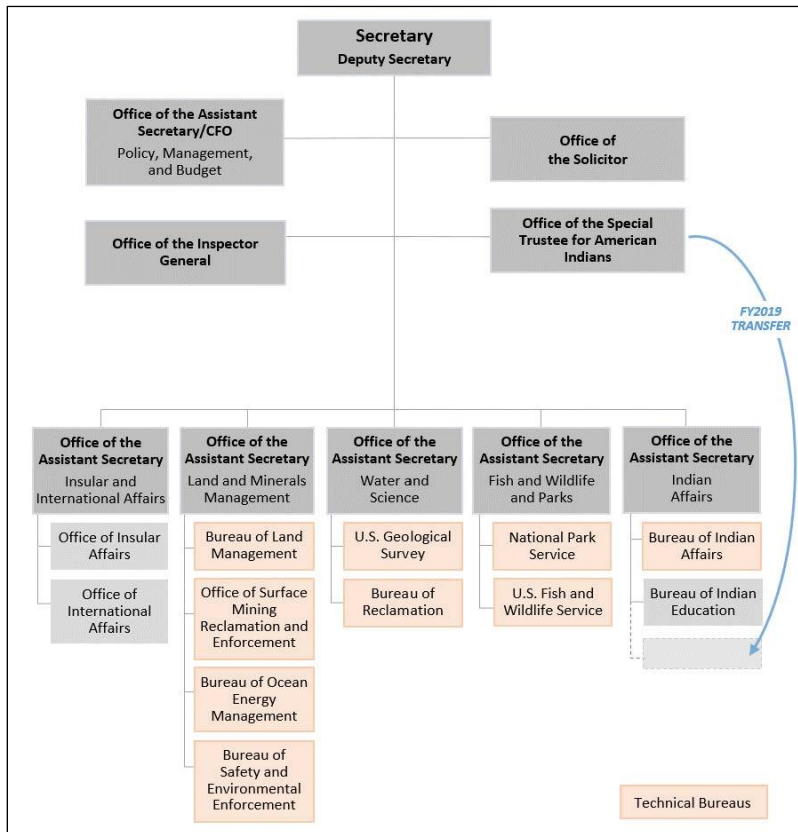 Secretary
Deputy Secretary
Office of the Assistant
Secretary/CFO
Policy, Management,
and Budget
Office of
the Solicitor
Office of the Inspector
General
Office of the Special
Trustee for American
Indians
FY2019
TRANSFER
Office of the
Assistant Secretary
Insular and
International Affairs
Office of Insular
Affairs
Office of
International
Affairs
Office of the
Assistant Secretary
Land and Minerals
Management
Bureau of Land
Management
Office of Surface
Mining
Reclamation and
Enforcement
Bureau of Ocean
Energy
Management
Bureau of
Safety and
Environmental
Enforcement
Office of the
Assistant Secretary
Water and
Science
U.S. Geological
Survey
Bureau of
Reclamation
Office of the
Assistant Secretary
Fish and Wildlife
and Parks
National Park
Service
U.S. Fish and
Wildlife Service
Office of the
Assistant Secretary
Indian
Affairs
Bureau of Indian
Affairs
Bureau of Indian
Education
Technical Bureaus